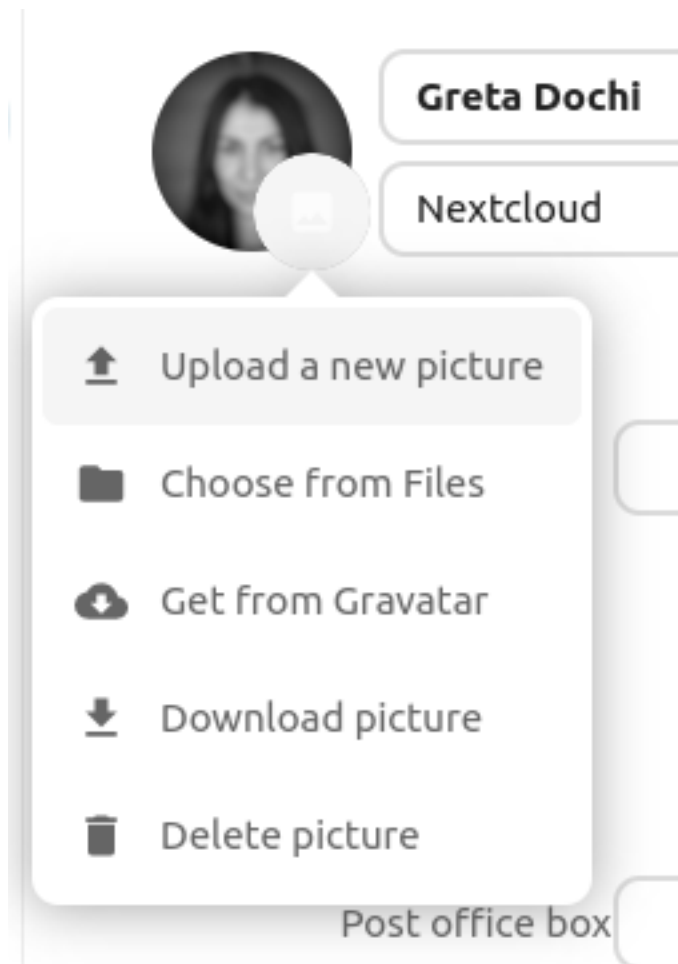 Greta Dochi
Nextcloud
Upload a new picture
Choose from Files
Get from Gravatar
Download picture
Delete picture
Post office box